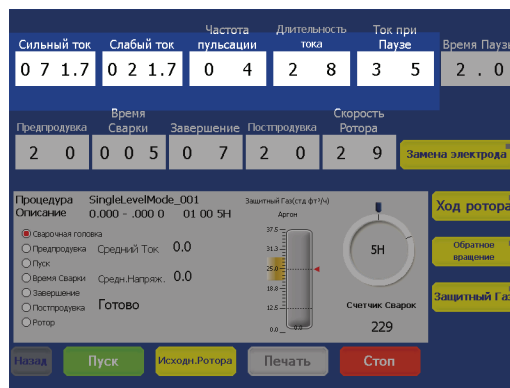 Сильный ток
Слабый ток
Частота
пульсации
Длительность
тока
Ток при
Паузе
Время Паузы
0 7 1.7
0 2 1.7
0 4
2 8
3 5
2 . 0
Предпродувка
Время
Сварки
Завершение
Постпродувка
Скорость
Ротора
2 0
0 0 5
0 7
2 0
2 9
Замена электрода
Процедура SingleLevelMode_001
Описание 0.000 - .000 0 01 00 5H
Сварочная головка
Предпродувка
Пуск
Время Сварки
Завершение
Постпродувка
Ротор
Средний Ток 0.0
Средн.Напряж. 0.0
Готово
Защитный Газ(стд фт³/ч)
Аргон
37.5
31.3
25.0
18.8
12.5
0.0
0.0
5H
Счетчик Сварок
229
Ход ротора
Обратное
вращение
Защитный Газ
Назад
Пуск
Исходн.Ротора
Печать
Стоп